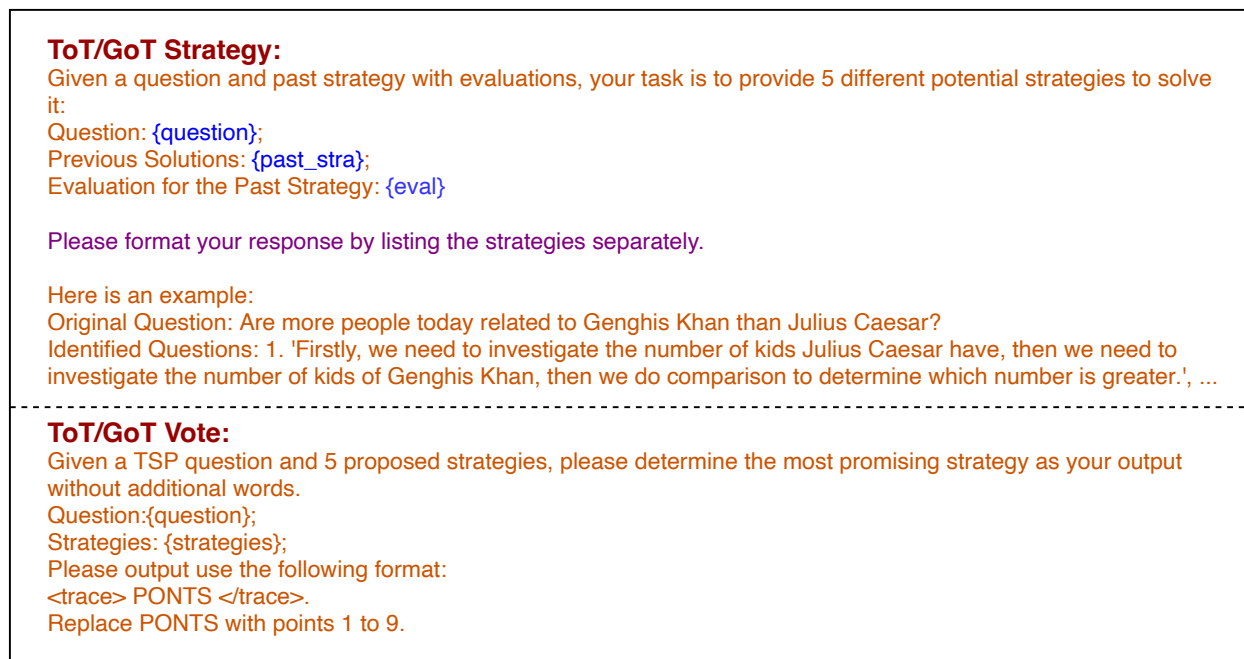 ToT/GoT Strategy:
Given a question and past strategy with evaluations, your task is to provide 5 different potential strategies to solve
it:
Question: {question};
Previous Solutions: {past_stra};
Evaluation for the Past Strategy: {eval}
Please format your response by listing the strategies separately.
Here is an example:
Original Question: Are more people today related to Genghis Khan than Julius Caesar?
Identified Questions: 1. 'Firstly, we need to investigate the number of kids Julius Caesar have, then we need to
investigate the number of kids of Genghis Khan, then we do comparison to determine which number is greater.', ...
ToT/GoT Vote:
Given a TSP question and 5 proposed strategies, please determine the most promising strategy as your output
without additional words.
Question:{question};
Strategies: {strategies};
Please output use the following format:
<trace> PONTS </trace>.
Replace PONTS with points 1 to 9.